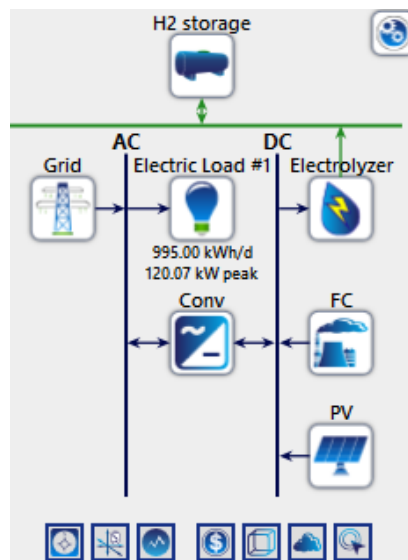 H2 storage
AC
DC
Grid
Electric Load #1
Electrolyzer
995.00 kWh/d
120.07 kW peak
Conv
FC
PV